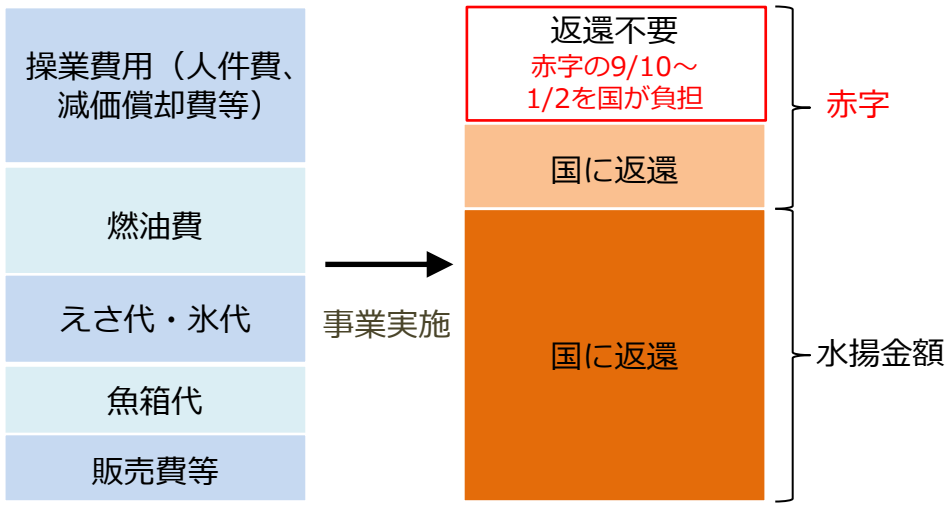 操業費用（人件費、
減価償却費等）
燃油費
えさ代・氷代
魚箱代
販売費等
事業実施
返還不要
赤字の9/10～
1/2を国が負担
国に返還
国に返還
赤字
水揚金額